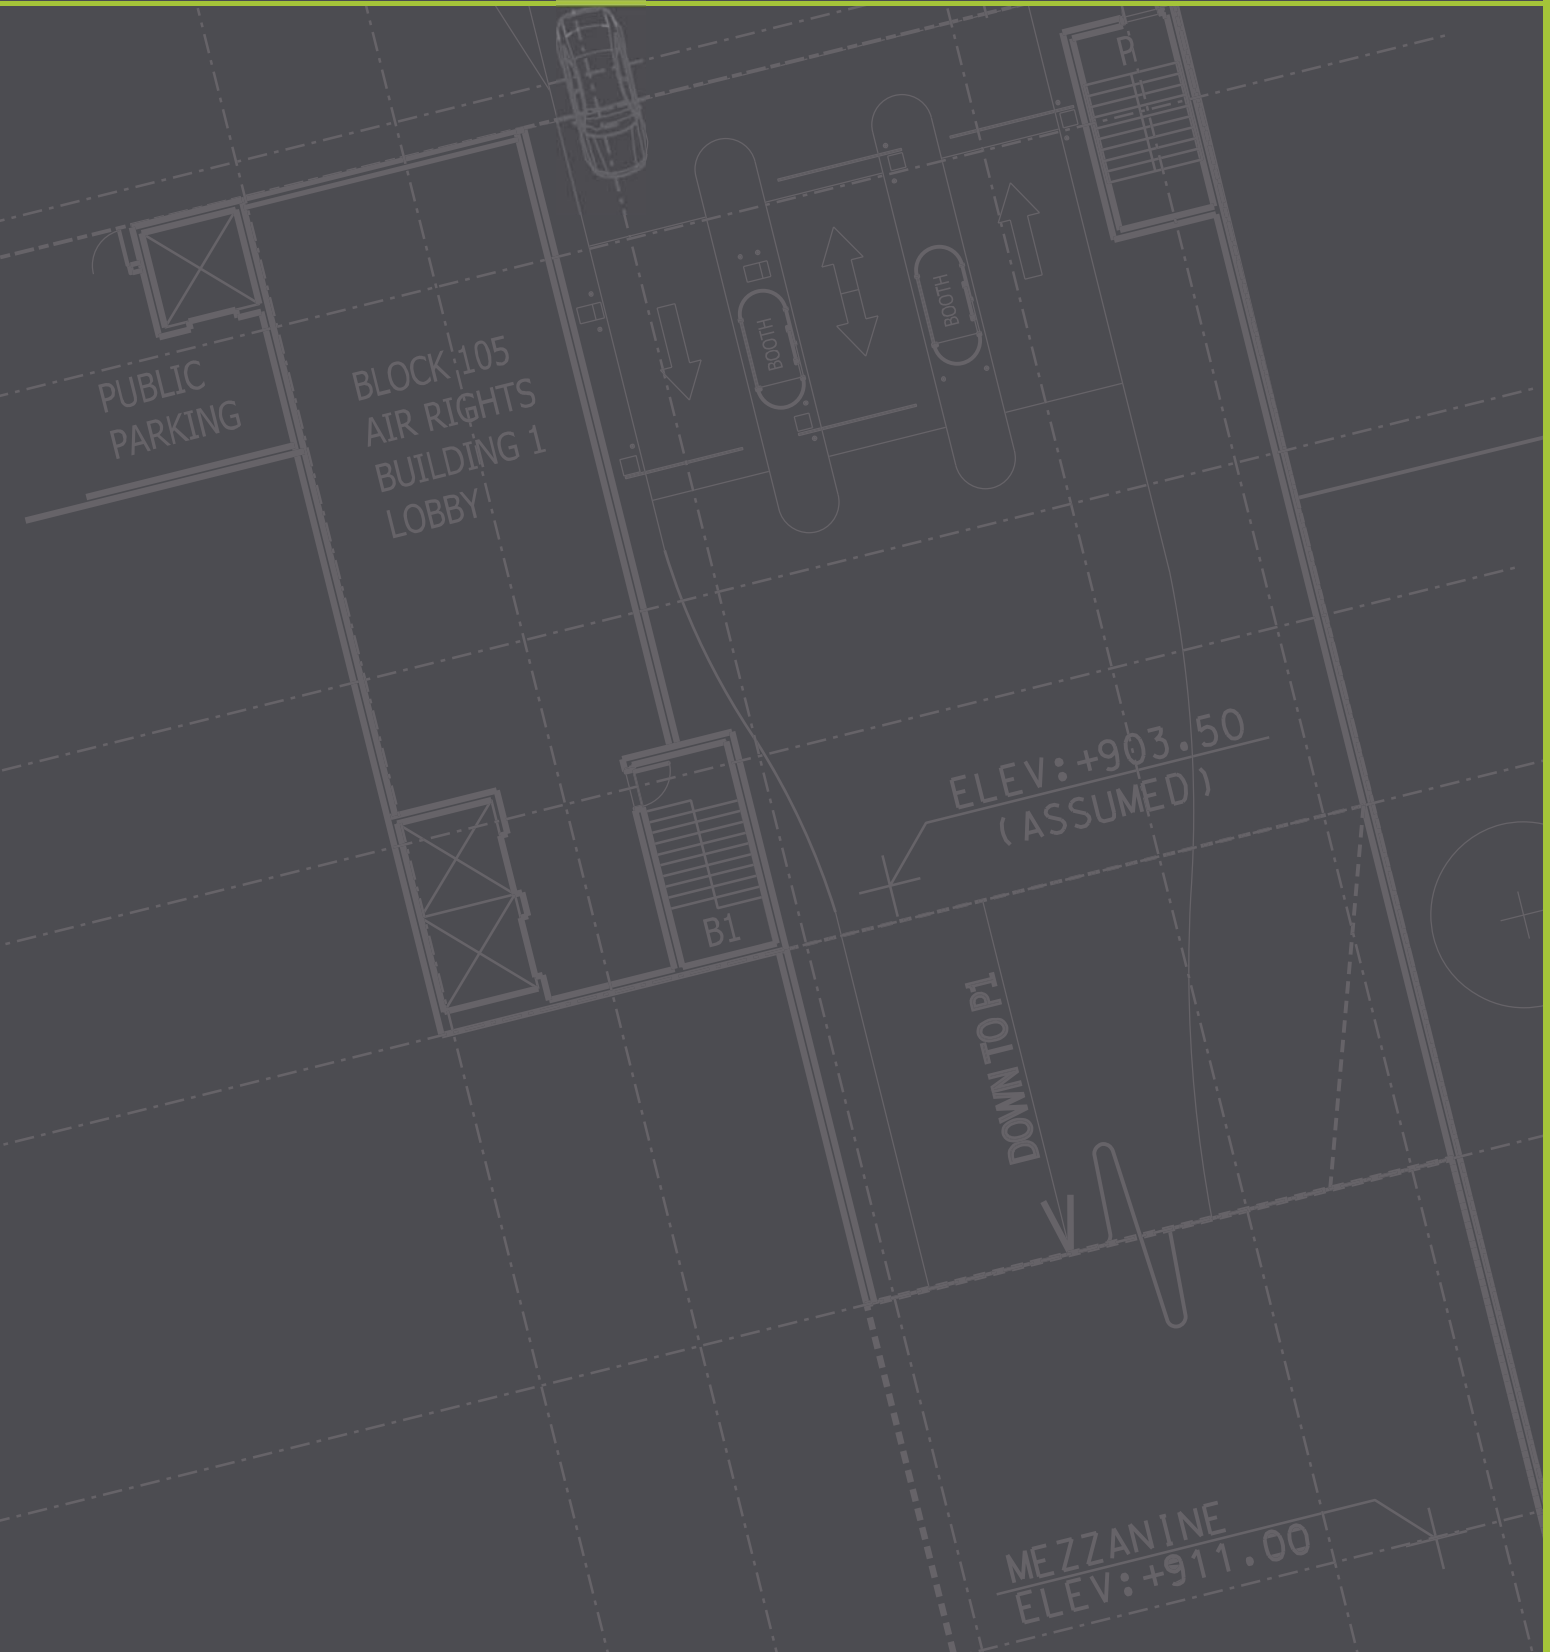 P
BOOTH
BOOTH
PUBLIC
PARKING
BLOCK 105
AIR RIGHTS
BUILDING 1
LOBBY
ELEV:+903.50
(ASSUMED)
B1
DOWN TO P1
MEZZANINE
ELEV:+911.00